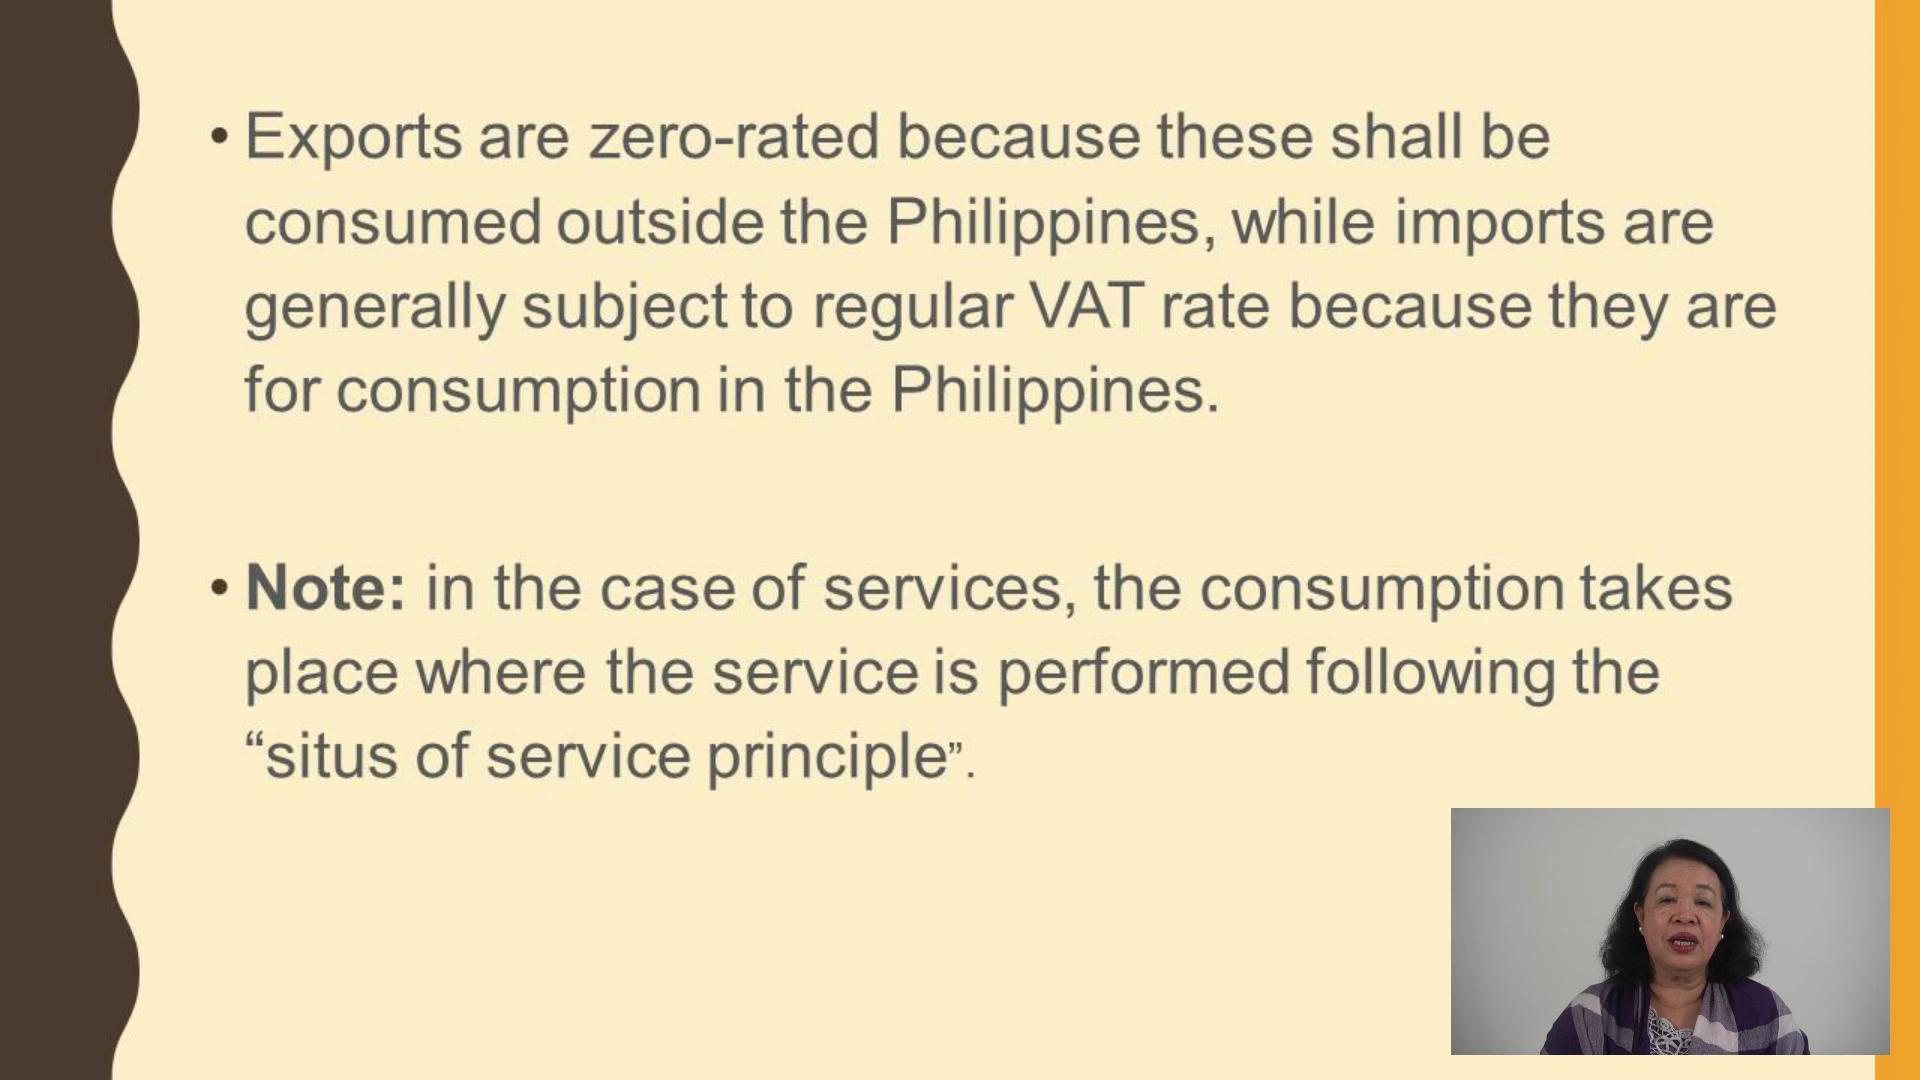 • Exports are zero-rated because these shall be
consumed outside the Philippines, while imports are
generally subject to regular VAT rate because they are
for consumption in the Philippines.
• Note: in the case of services, the consumption takes
place where the service is performed following the
“situs of service principle”.